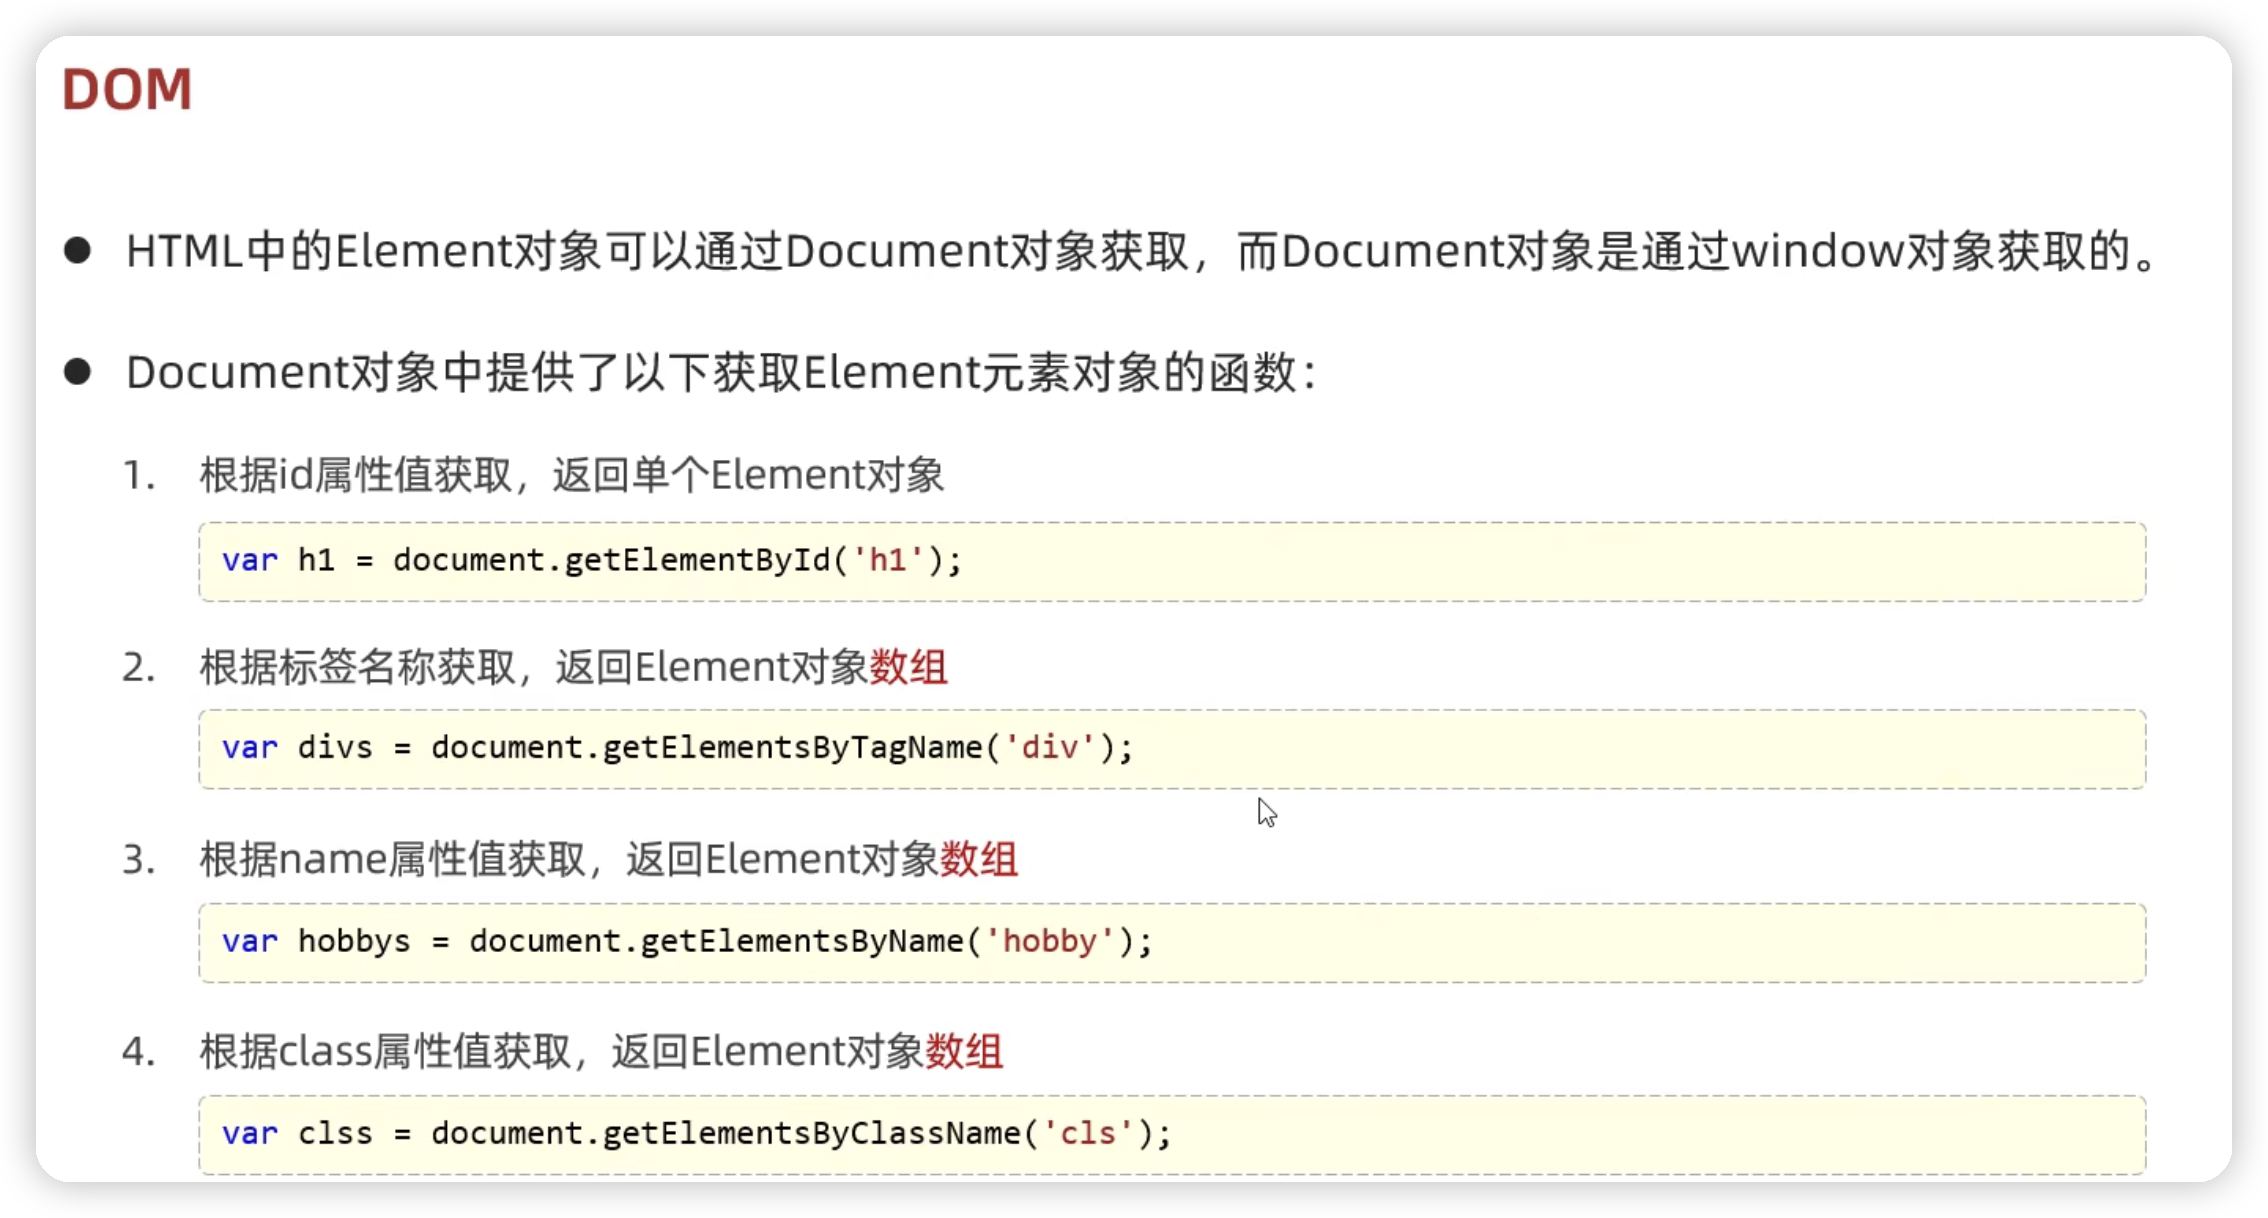 DOM
HTML中的Element对象可以通过Document对象获取，而Document对象是通过window对象获取的。
Document对象中提供了以下获取Element元素对象的函数：
1. 根据id属性值获取，返回单个Element对象
var h1 = document.getElementById('h1');
2. 根据标签名称获取，返回Element对象数组
var divs = document.getElementsByTagName('div');
3. 根据name属性值获取，返回Element对象数组
var hobbys = document.getElementsByName('hobby');
4. 根据class属性值获取，返回Element对象数组
var clss = document.getElementsByClassName('cls');